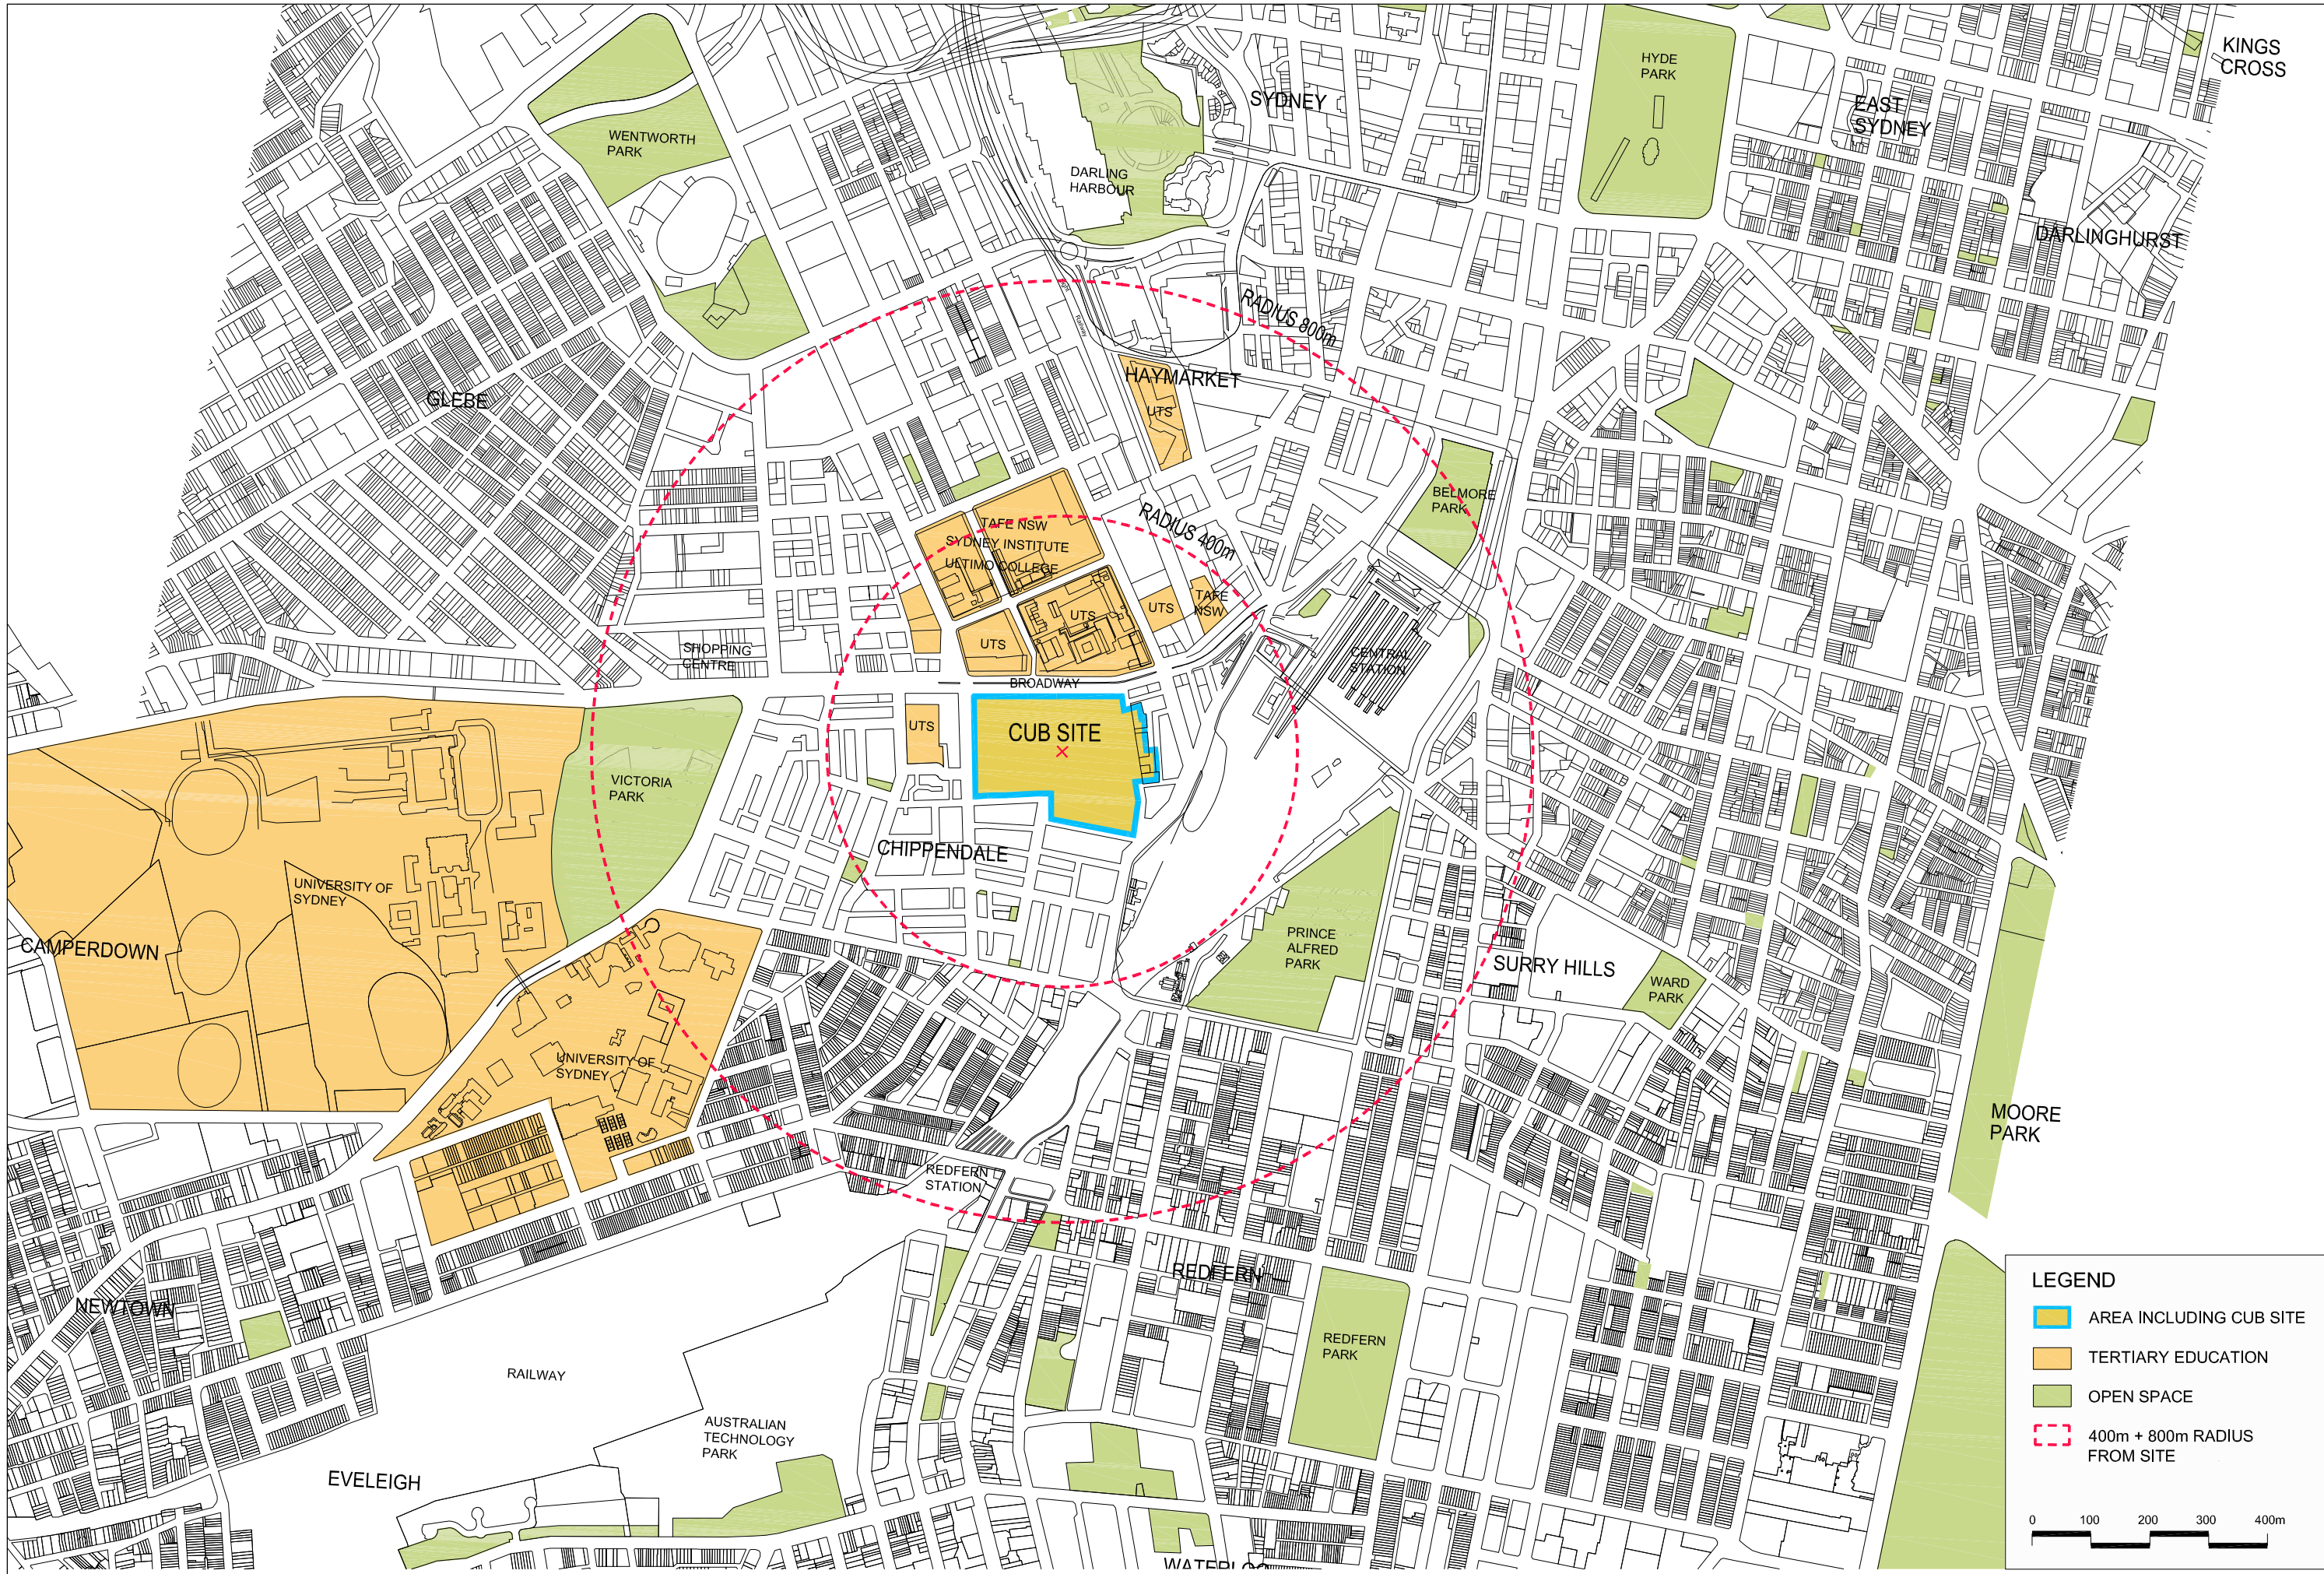 KINGS
CROSS
HYDE
PARK
SYDNEY
EAST
SYDNEY
WENTWORTH
PARK
DARLING
HARBOUR
DARLINGHURST
RADIUS 800m
HAYMARKET
GLEBE
UTS
BELMORE
PARK
RADIUS 400m
TAFE NSW
SYDNEY INSTITUTE
ULTIMO COLLEGE
UTS
UTS
TAFE
NSW
UTS
SHOPPING
CENTRE
CENTRAL
STATION
BROADWAY
UTS
CUB SITE
VICTORIA
PARK
CHIPPENDALE
UNIVERSITY OF
SYDNEY
CAMPERDOWN
PRINCE
ALFRED
PARK
SURRY HILLS
WARD
PARK
UNIVERSITY OF
SYDNEY
MOORE
PARK
REDFERN
STATION
REDFERN
NEWTOWN
REDFERN
PARK
RAILWAY
AUSTRALIAN
TECHNOLOGY
PARK
EVELEIGH
WATERLOO
LEGEND
AREA INCLUDING CUB SITE
TERTIARY EDUCATION
OPEN SPACE
400m + 800m RADIUS
FROM SITE
0 100 200 300 400m